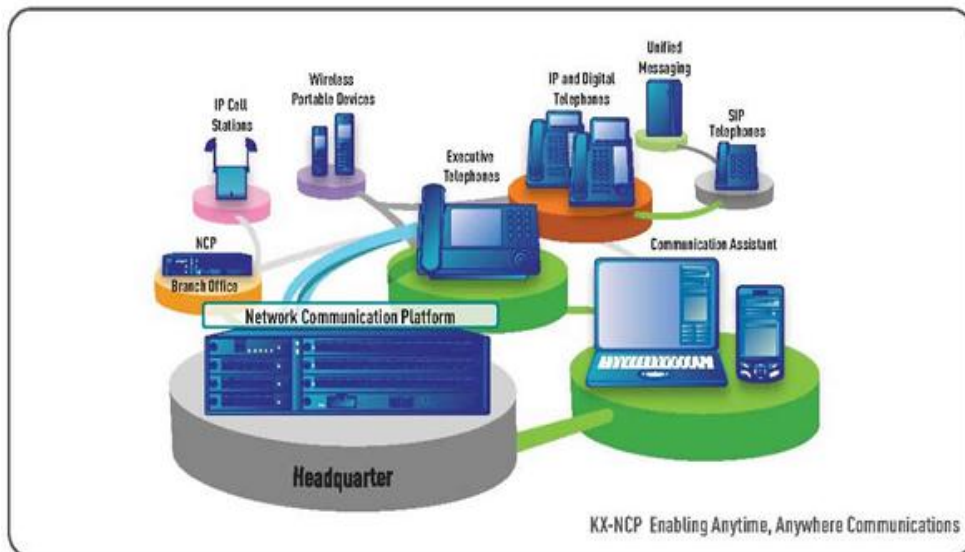 Unified
Messaging
Wireless
Portable Devices
IP and Digital
Telephones
IP Cell
Stations
SIP
Telephones
Executive
Telephones
NCP
Communication Assistant
Branch Office
Network Communication Platform
Headquarter
KX-NCP Enabling Anytime, Anywhere Communications